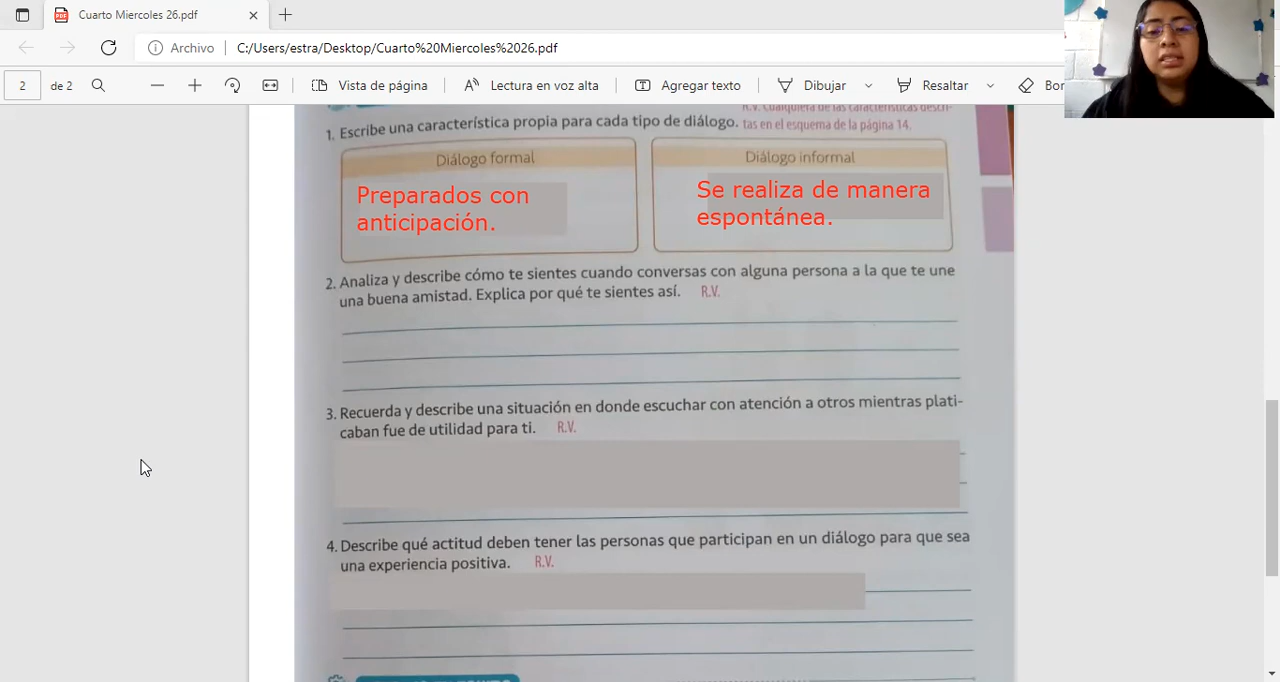 Cuarto Miercoles 26.pdf
Archivo C:/Users/estra/Desktop/Cuarto%20Miercoles%2026.pdf
2 de 2 Vista de página Lectura en voz alta Agregar texto Dibujar Resaltar Bor
R.V. Cualquiera de las características descri-
1. Escribe una característica propia para cada tipo de diálogo. tas en el esquema de la página 14.
Diálogo formal
Preparados con
anticipación.
Diálogo informal
Se realiza de manera
espontánea.
2. Analiza y describe cómo te sientes cuando conversas con alguna persona a la que te une
una buena amistad. Explica por qué te sientes así. R.V.
3. Recuerda y describe una situación en donde escuchar con atención a otros mientras plati-
caban fue de utilidad para ti. R.V.
4. Describe qué actitud deben tener las personas que participan en un diálogo para que sea
una experiencia positiva. R.V.